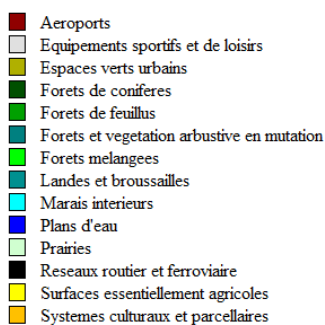 Aeroports
Equipements sportifs et de loisirs
Espaces verts urbains
Forets de coniferes
Forets de feuillus
Forets et vegetation arbustive en mutation
Forets melangees
Landes et broussailles
Marais interieurs
Plans d'eau
Prairies
Reseaux routier et ferroviaire
Surfaces essentiellement agricoles
Systemes culturaux et parcellaires